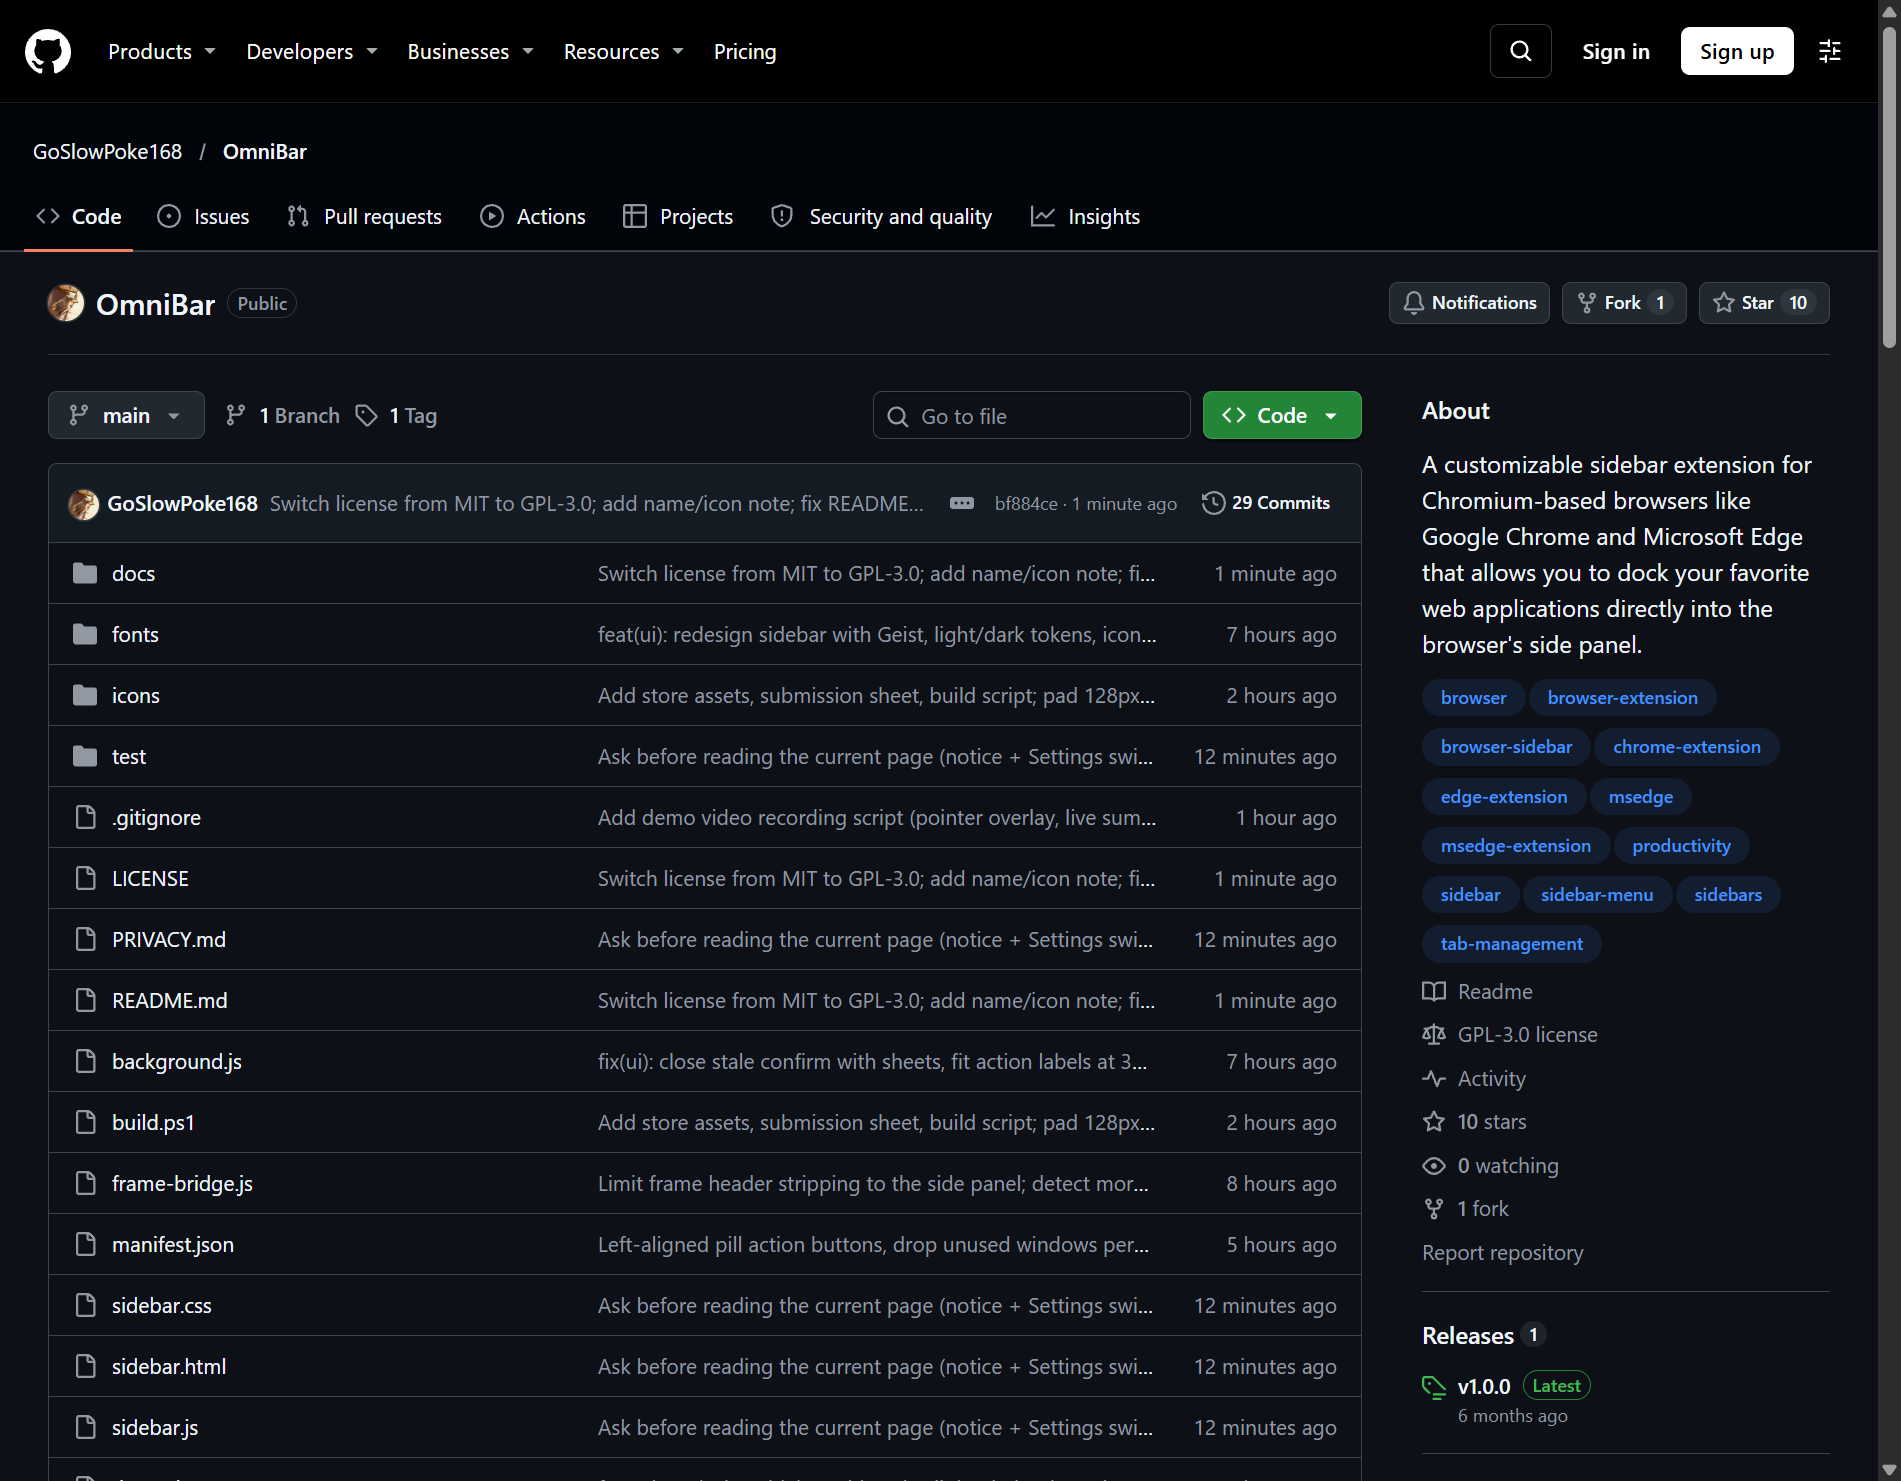 Products Developers Businesses Resources Pricing Sign in Sign up
GoSlowPoke168 / OmniBar
Code Issues Pull requests Actions Projects Security and quality Insights
OmniBar Public Notifications Fork 1 Star 10
main 1 Branch 1 Tag Go to file Code
GoSlowPoke168 Switch license from MIT to GPL-3.0; add name/icon note; fix README... bf884ce · 1 minute ago 29 Commits
docs Switch license from MIT to GPL-3.0; add name/icon note; fi... 1 minute ago
fonts feat(ui): redesign sidebar with Geist, light/dark tokens, icon... 7 hours ago
icons Add store assets, submission sheet, build script; pad 128px... 2 hours ago
test Ask before reading the current page (notice + Settings swi... 12 minutes ago
.gitignore Add demo video recording script (pointer overlay, live sum... 1 hour ago
LICENSE Switch license from MIT to GPL-3.0; add name/icon note; fi... 1 minute ago
PRIVACY.md Ask before reading the current page (notice + Settings swi... 12 minutes ago
README.md Switch license from MIT to GPL-3.0; add name/icon note; fi... 1 minute ago
background.js fix(ui): close stale confirm with sheets, fit action labels at 3... 7 hours ago
build.ps1 Add store assets, submission sheet, build script; pad 128px... 2 hours ago
frame-bridge.js Limit frame header stripping to the side panel; detect mor... 8 hours ago
manifest.json Left-aligned pill action buttons, drop unused windows per... 5 hours ago
sidebar.css Ask before reading the current page (notice + Settings swi... 12 minutes ago
sidebar.html Ask before reading the current page (notice + Settings swi... 12 minutes ago
sidebar.js Ask before reading the current page (notice + Settings swi... 12 minutes ago
About
A customizable sidebar extension for
Chromium-based browsers like
Google Chrome and Microsoft Edge
that allows you to dock your favorite
web applications directly into the
browser's side panel.
browser browser-extension
browser-sidebar chrome-extension
edge-extension msedge
msedge-extension productivity
sidebar sidebar-menu sidebars
tab-management
Readme
GPL-3.0 license
Activity
10 stars
0 watching
1 fork
Report repository
Releases 1
v1.0.0 Latest
6 months ago